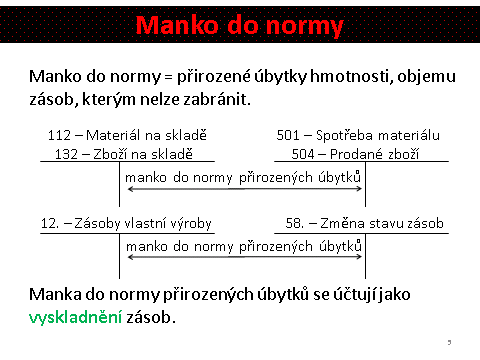 Manko do normy
Manko do normy = přirozené úbytky hmotnosti, objemu
zásob, kterým nelze zabránit.
112 – Materiál na skladě
132 – Zboží na skladě
501 – Spotřeba materiálu
504 – Prodané zboží
manko do normy přirozených úbytků
12. – Zásoby vlastní výroby
58. – Změna stavu zásob
manko do normy přirozených úbytků
Manka do normy přirozených úbytků se účtují jako
vyskladnění zásob.